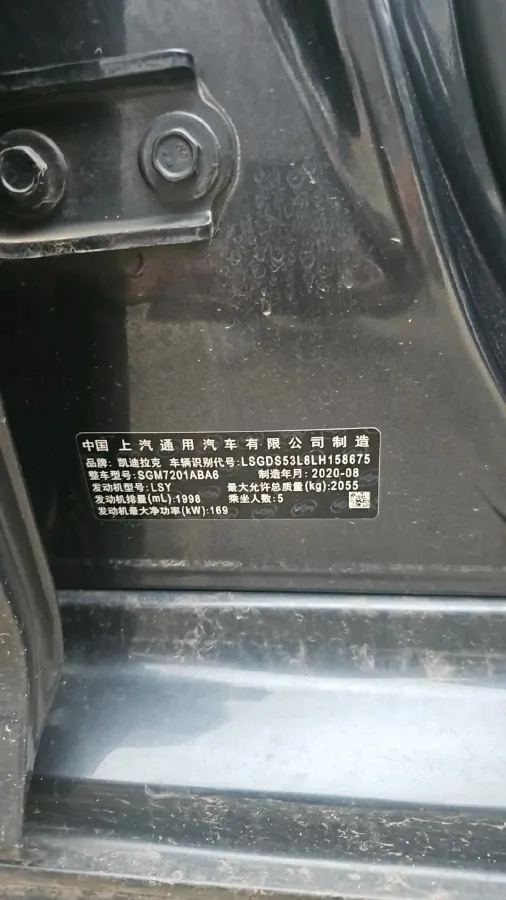 中国 上汽通用汽车有限公司制造
品牌: 凯迪拉克 车辆识别代号:LSGDS53L8LH158675
整车型号:SGM7201ABA6 制造年月:2020-08
发动机型号:LSY 最大允许总质量(kg):2055
发动机排量(mL):1998 乘坐人数:5
发动机最大净功率(kW):169